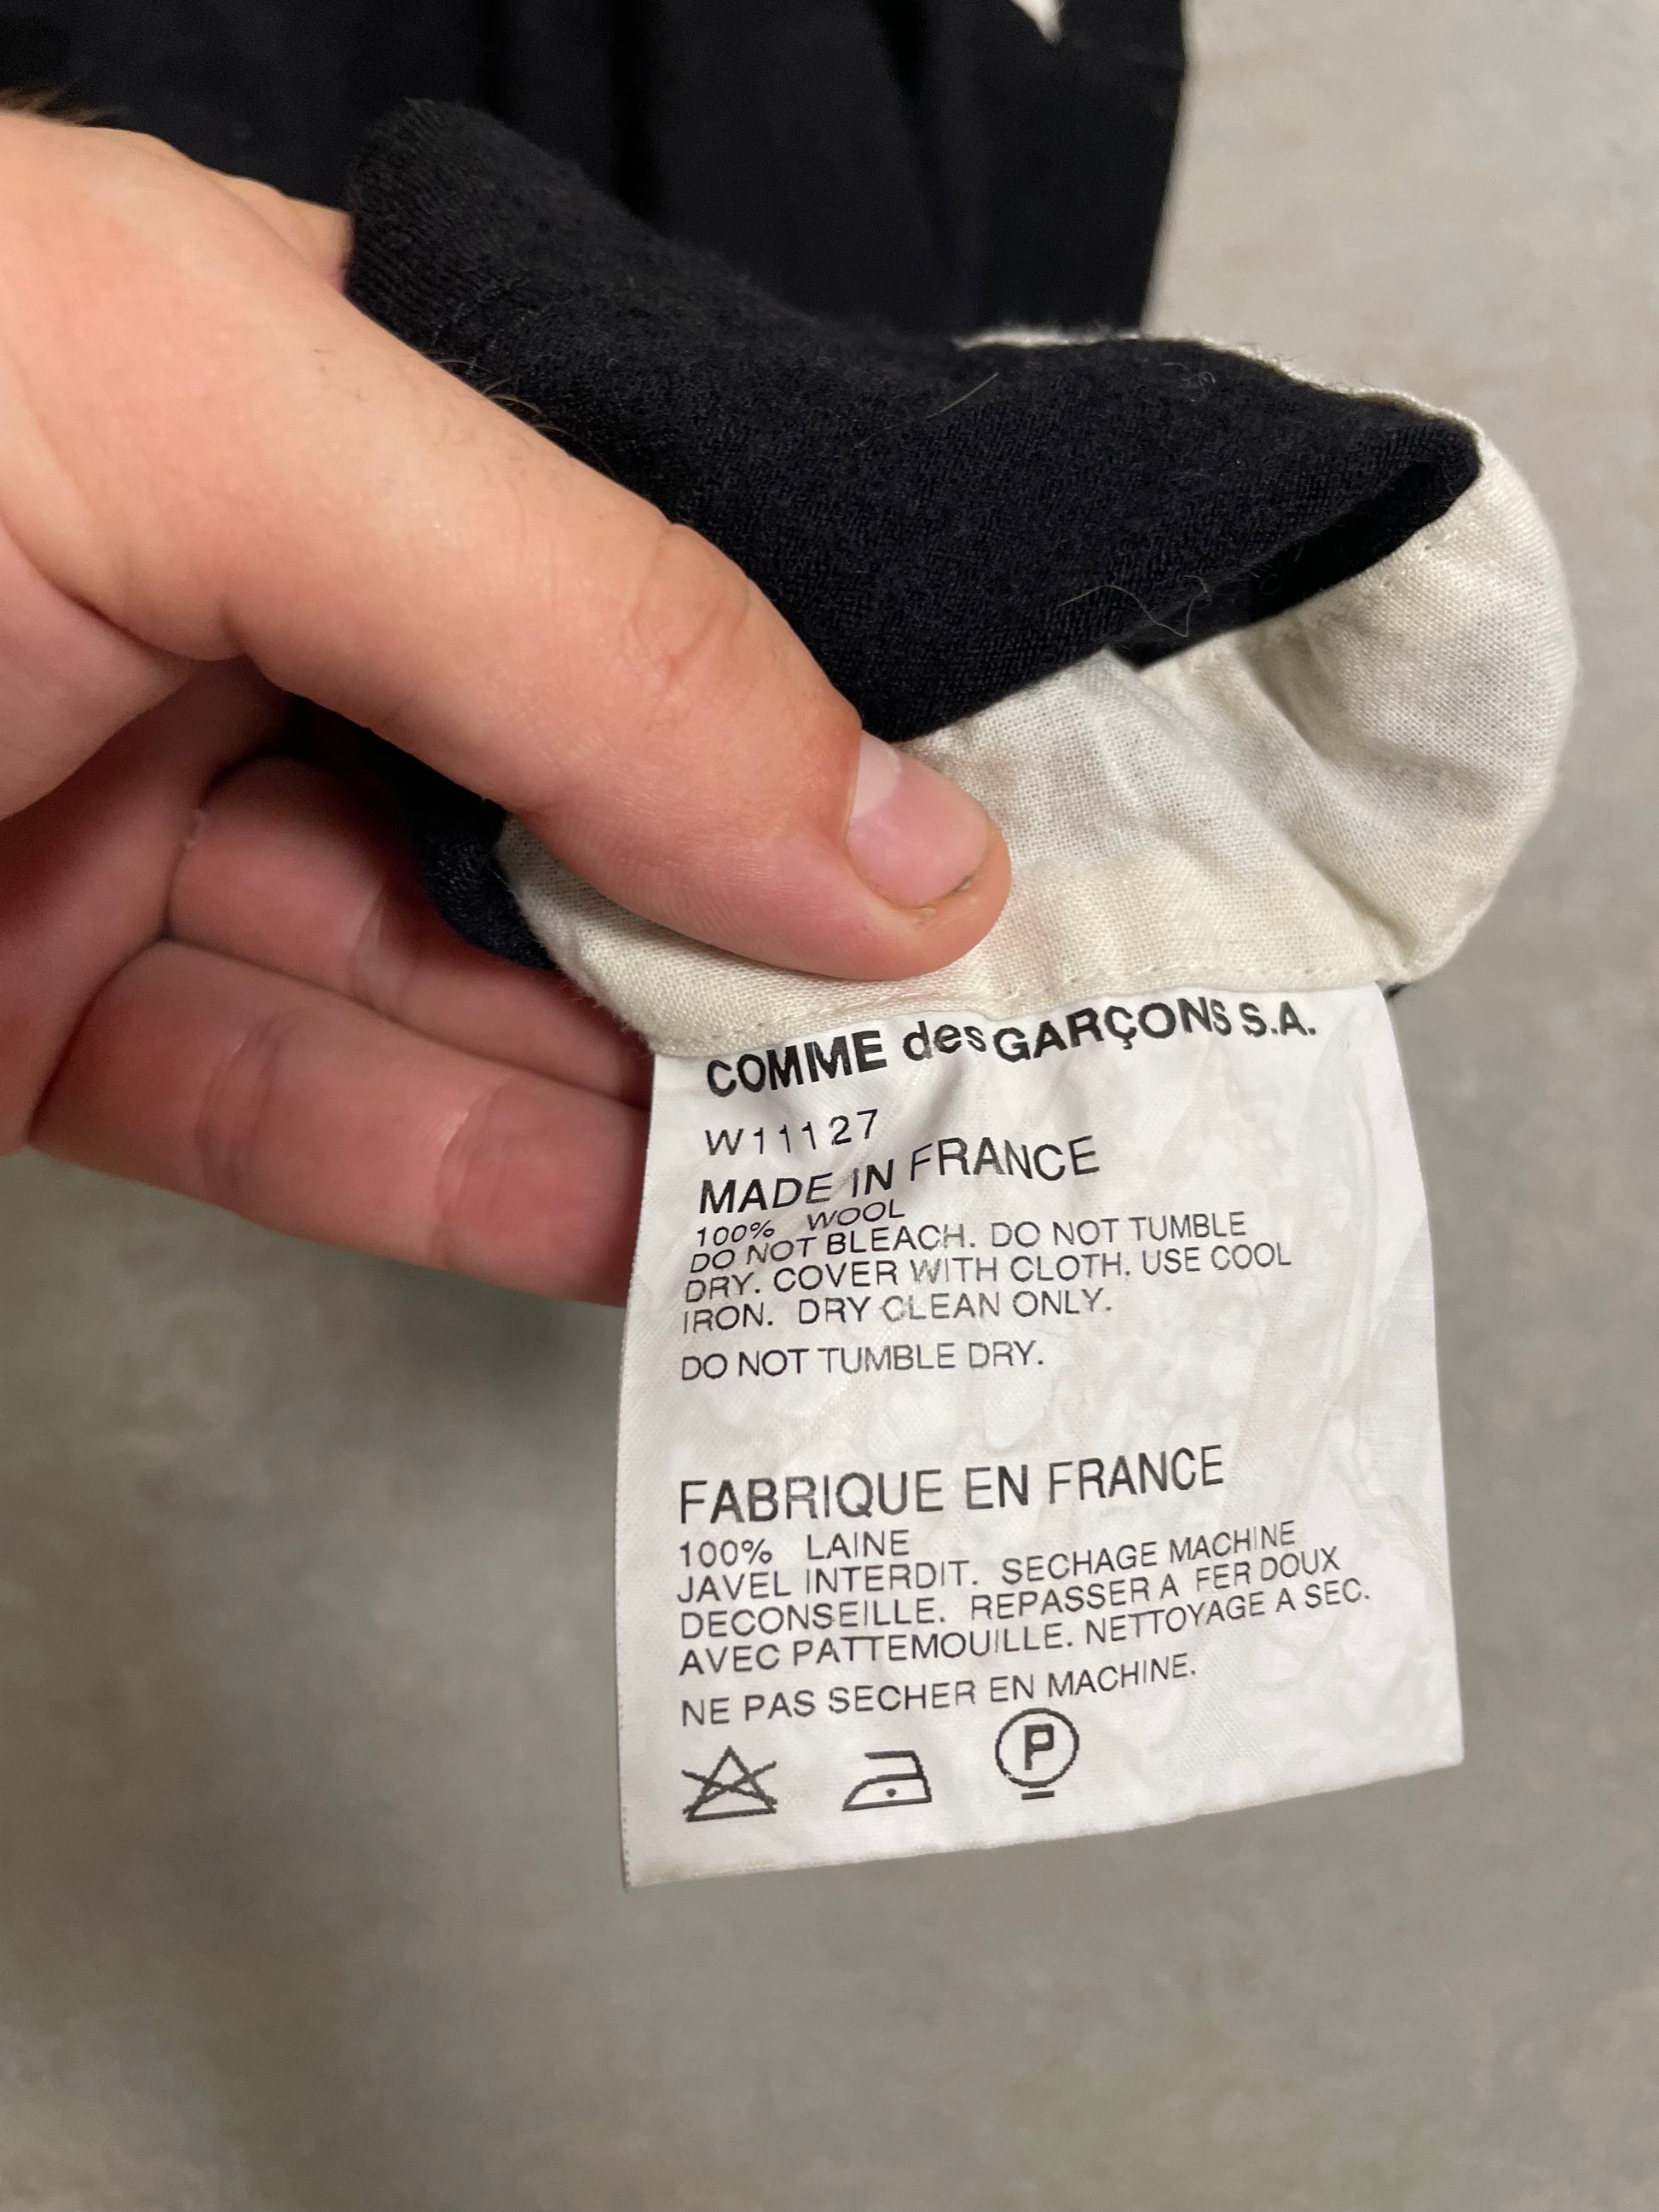 COMME des GARÇONS S.A.
W11127
MADE IN FRANCE
100% WOOL
DO NOT BLEACH. DO NOT TUMBLE
DRY. COVER WITH CLOTH. USE COOL
IRON. DRY CLEAN ONLY.
DO NOT TUMBLE DRY.
FABRIQUE EN FRANCE
100% LAINE
JAVEL INTERDIT. SECHAGE MACHINE
DECONSEILLE. REPASSER A FER DOUX
AVEC PATTEMOUILLE. NETTOYAGE A SEC.
NE PAS SECHER EN MACHINE.
P